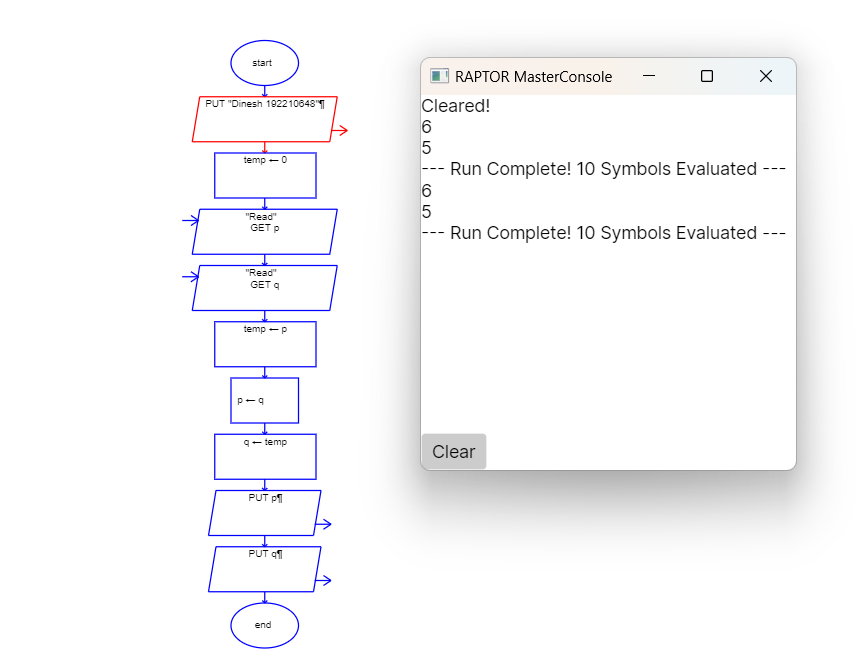 start
PUT "Dinesh 192210648"¶
temp ← 0
"Read"
GET p
"Read"
GET q
temp ← p
p ← q
q ← temp
PUT p¶
PUT q¶
end
RAPTOR MasterConsole
Cleared!
6
5
--- Run Complete! 10 Symbols Evaluated ---
6
5
--- Run Complete! 10 Symbols Evaluated ---
Clear